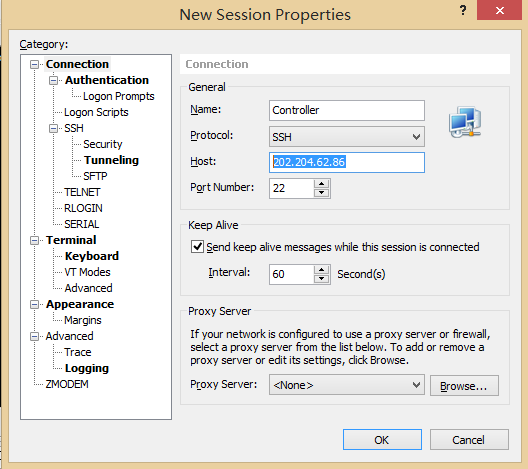 New Session Properties
?
Category:
Connection
Authentication
Logon Prompts
Logon Scripts
SSH
Security
Tunneling
SFTP
TELNET
RLOGIN
SERIAL
Terminal
Keyboard
VT Modes
Advanced
Appearance
Margins
Advanced
Trace
Logging
ZMODEM
Connection
General
Name: Controller
Protocol: SSH
Host: 202.204.62.86
Port Number: 22
Keep Alive
Send keep alive messages while this session is connected
Interval: 60 Second(s)
Proxy Server
If your network is configured to use a proxy server or firewall,
select a proxy server from the list below. To add or remove a
proxy server or edit its settings, click Browse.
Proxy Server: <None> Browse...
OK Cancel